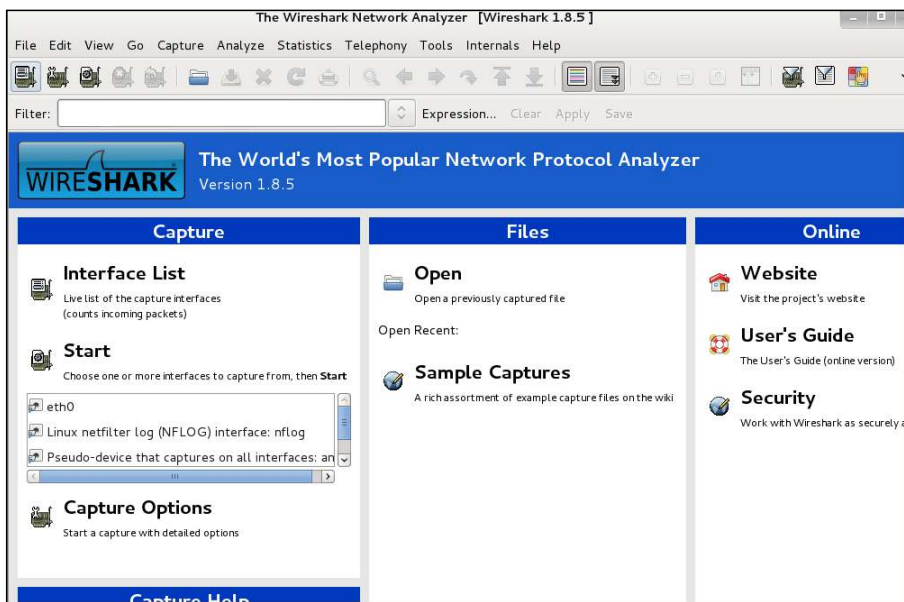 The Wireshark Network Analyzer [Wireshark 1.8.5 ]
File Edit View Go Capture Analyze Statistics Telephony Tools Internals Help
Filter:
Expression... Clear Apply Save
WIRESHARK
The World's Most Popular Network Protocol Analyzer
Version 1.8.5
Capture
Interface List
Live list of the capture interfaces
(counts incoming packets)
Start
Choose one or more interfaces to capture from, then Start
eth0
Linux netfilter log (NFLOG) interface: nflog
Pseudo-device that captures on all interfaces: an
Capture Options
Start a capture with detailed options
Capture Help
Files
Open
Open a previously captured file
Open Recent:
Sample Captures
A rich assortment of example capture files on the wiki
Online
Website
Visit the project's website
User's Guide
The User's Guide (online version)
Security
Work with Wireshark as securely a